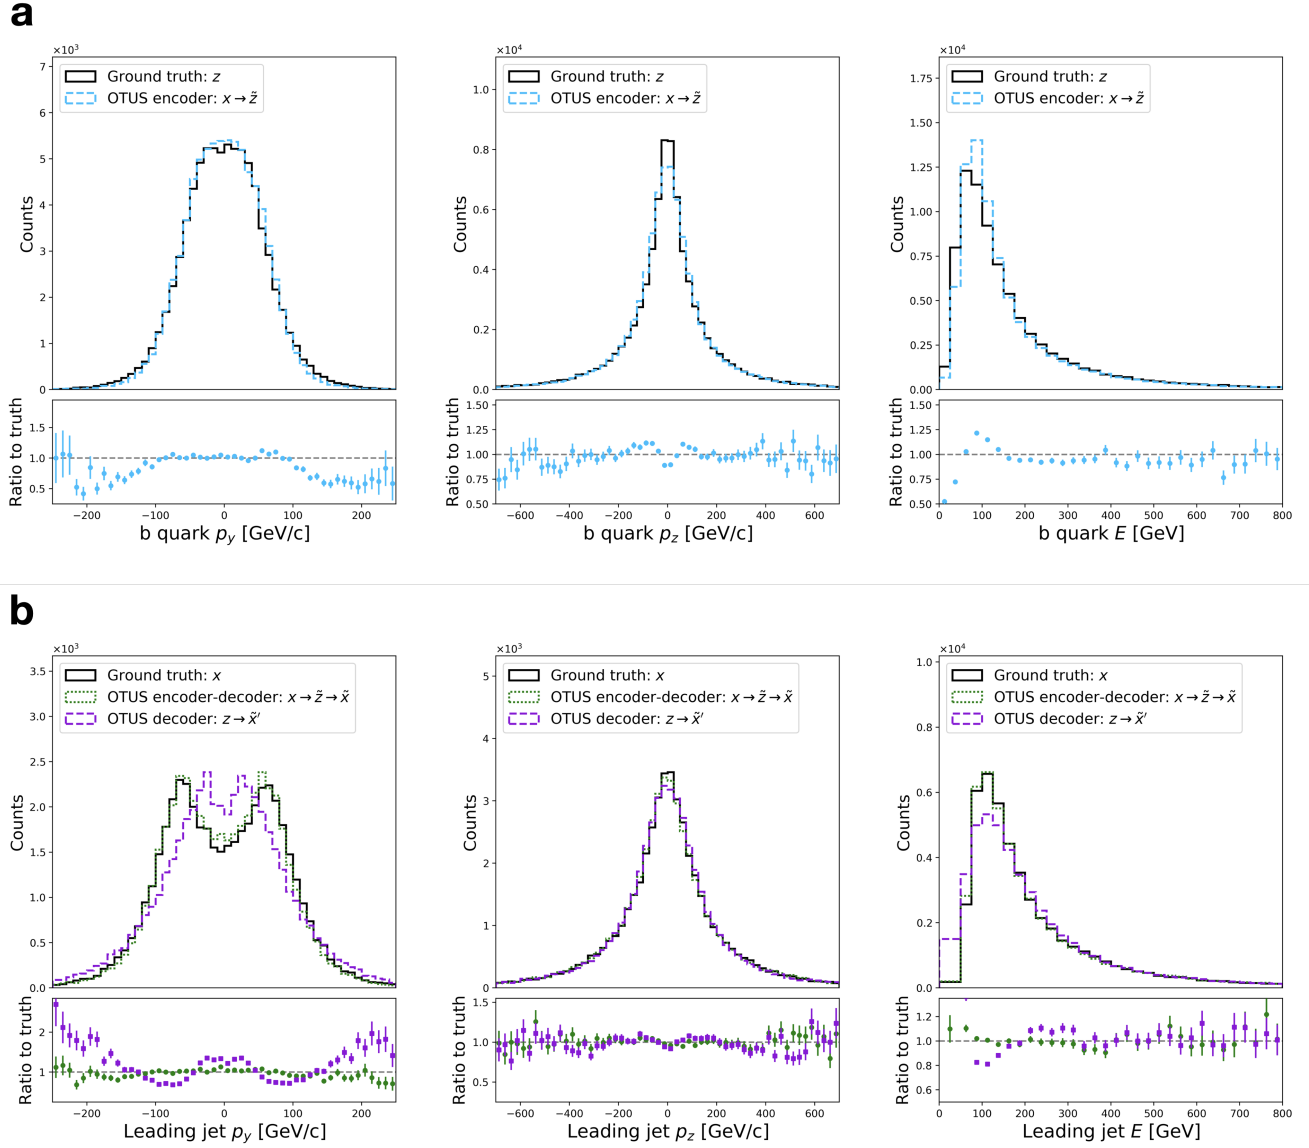 a
×10³
7
6
5
4
3
2
1
0
Counts
Ground truth: z
OTUS encoder: x → z̃
1.5
1.0
0.5
Ratio to truth
−200 −100 0 100 200
b quark p_y [GeV/c]
×10⁴
1.0
0.8
0.6
0.4
0.2
0.0
Counts
Ground truth: z
OTUS encoder: x → z̃
1.50
1.25
1.00
0.75
0.50
Ratio to truth
−600 −400 −200 0 200 400 600
b quark p_z [GeV/c]
×10⁴
1.75
1.50
1.25
1.00
0.75
0.50
0.25
0.00
Counts
Ground truth: z
OTUS encoder: x → z̃
1.50
1.25
1.00
0.75
0.50
Ratio to truth
0 100 200 300 400 500 600 700 800
b quark E [GeV]
b
×10³
3.5
3.0
2.5
2.0
1.5
1.0
0.5
0.0
Counts
Ground truth: x
OTUS encoder-decoder: x → z̃ → x̃
OTUS decoder: z → x̃′
2
1
Ratio to truth
−200 −100 0 100 200
Leading jet p_y [GeV/c]
×10³
5
4
3
2
1
0
Counts
Ground truth: x
OTUS encoder-decoder: x → z̃ → x̃
OTUS decoder: z → x̃′
1.5
1.0
0.5
Ratio to truth
−600 −400 −200 0 200 400 600
Leading jet p_z [GeV/c]
×10⁴
1.0
0.8
0.6
0.4
0.2
0.0
Counts
Ground truth: x
OTUS encoder-decoder: x → z̃ → x̃
OTUS decoder: z → x̃′
1.2
1.0
0.8
0.6
Ratio to truth
0 100 200 300 400 500 600 700 800
Leading jet E [GeV]